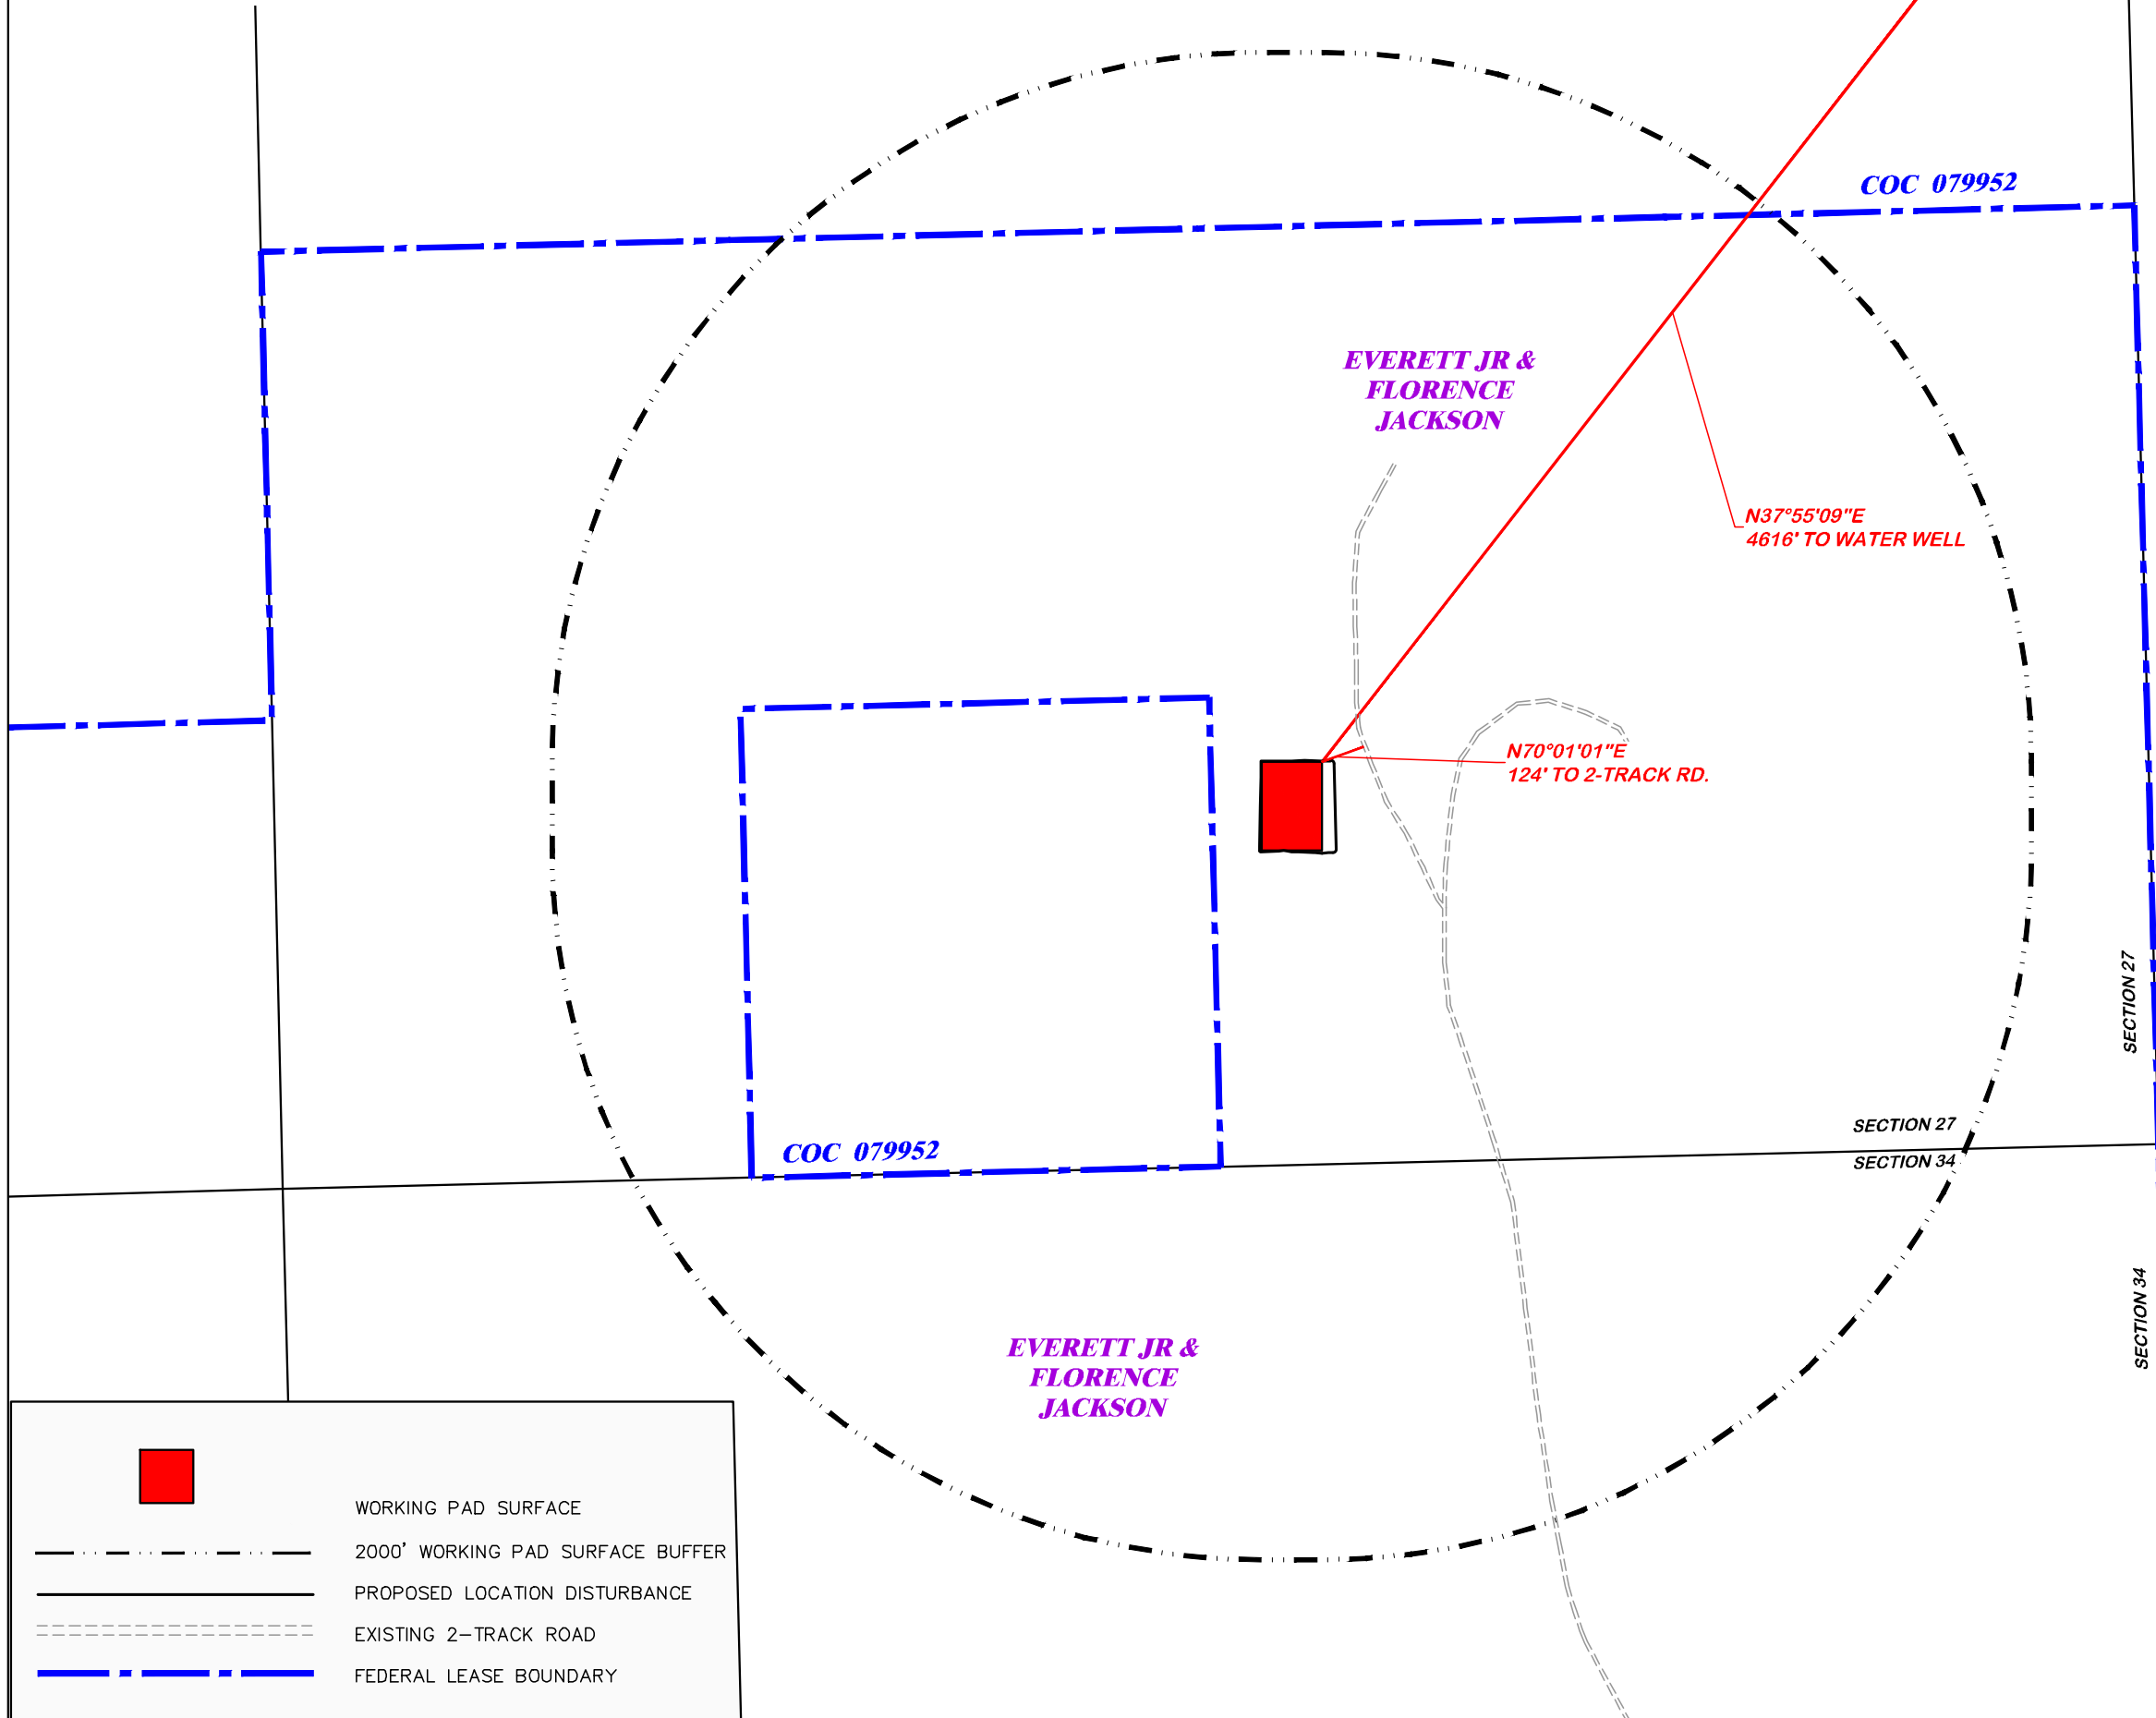 COC 079952
EVERETT JR &
FLORENCE
JACKSON
N37°55'09"E
4616' TO WATER WELL
N70°01'01"E
124' TO 2-TRACK RD.
SECTION 27
SECTION 27
SECTION 34
COC 079952
SECTION 34
EVERETT JR &
FLORENCE
JACKSON
WORKING PAD SURFACE
2000' WORKING PAD SURFACE BUFFER
PROPOSED LOCATION DISTURBANCE
EXISTING 2-TRACK ROAD
FEDERAL LEASE BOUNDARY